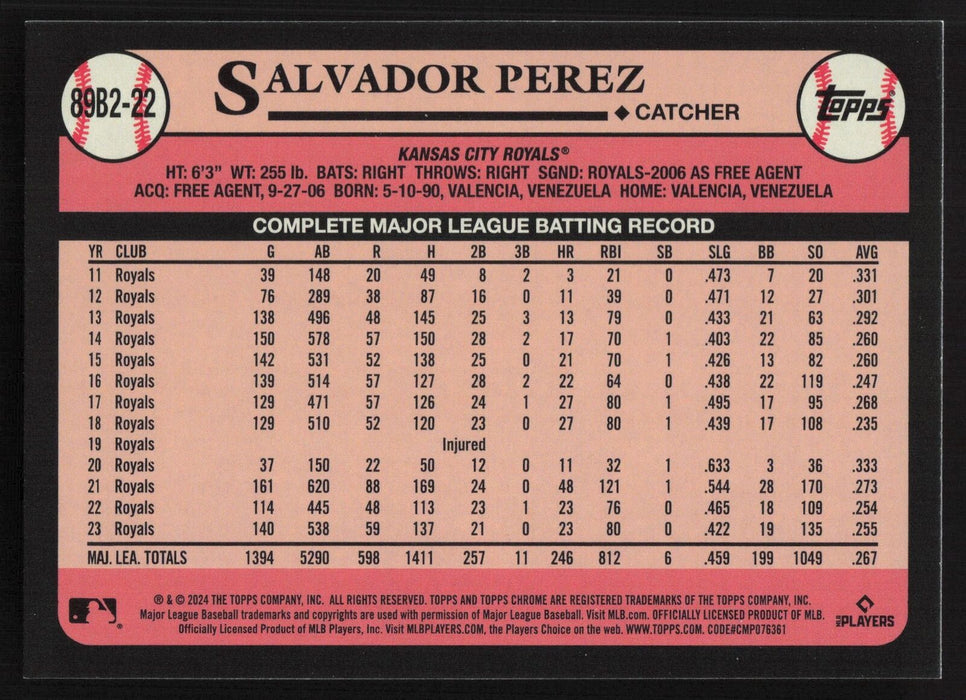 89B2-22
SALVADOR PEREZ
◆ CATCHER
TOPPS®
KANSAS CITY ROYALS®
HT: 6'3" WT: 255 lb. BATS: RIGHT THROWS: RIGHT SGND: ROYALS-2006 AS FREE AGENT
ACQ: FREE AGENT, 9-27-06 BORN: 5-10-90, VALENCIA, VENEZUELA HOME: VALENCIA, VENEZUELA
COMPLETE MAJOR LEAGUE BATTING RECORD
YR CLUB G AB R H 2B 3B HR RBI SB SLG BB SO AVG
11 Royals 39 148 20 49 8 2 3 21 0 .473 7 20 .331
12 Royals 76 289 38 87 16 0 11 39 0 .471 12 27 .301
13 Royals 138 496 48 145 25 3 13 79 0 .433 21 63 .292
14 Royals 150 578 57 150 28 2 17 70 1 .403 22 85 .260
15 Royals 142 531 52 138 25 0 21 70 1 .426 13 82 .260
16 Royals 139 514 57 127 28 2 22 64 0 .438 22 119 .247
17 Royals 129 471 57 126 24 1 27 80 1 .495 17 95 .268
18 Royals 129 510 52 120 23 0 27 80 1 .439 17 108 .235
19 Royals Injured
20 Royals 37 150 22 50 12 0 11 32 1 .633 3 36 .333
21 Royals 161 620 88 169 24 0 48 121 1 .544 28 170 .273
22 Royals 114 445 48 113 23 1 23 76 0 .465 18 109 .254
23 Royals 140 538 59 137 21 0 23 80 0 .422 19 135 .255
MAJ. LEA. TOTALS 1394 5290 598 1411 257 11 246 812 6 .459 199 1049 .267
® & © 2024 THE TOPPS COMPANY, INC. ALL RIGHTS RESERVED. TOPPS AND TOPPS CHROME ARE REGISTERED TRADEMARKS OF THE TOPPS COMPANY, INC.
Major League Baseball trademarks and copyrights are used with permission of Major League Baseball. Visit MLB.com. OFFICIALLY LICENSED PRODUCT OF MLB.
Officially Licensed Product of MLB Players, Inc. Visit MLBPLAYERS.com, the Players Choice on the web. WWW.TOPPS.COM. CODE#CMP076361
MLB PLAYERS